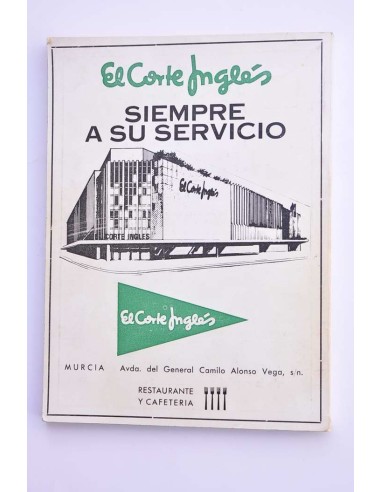 El Corte Inglés
SIEMPRE
A SU SERVICIO
El Corte Inglés
EL CORTE INGLES
El Corte Inglés
MURCIA Avda. del General Camilo Alonso Vega, s/n.
RESTAURANTE
Y CAFETERIA